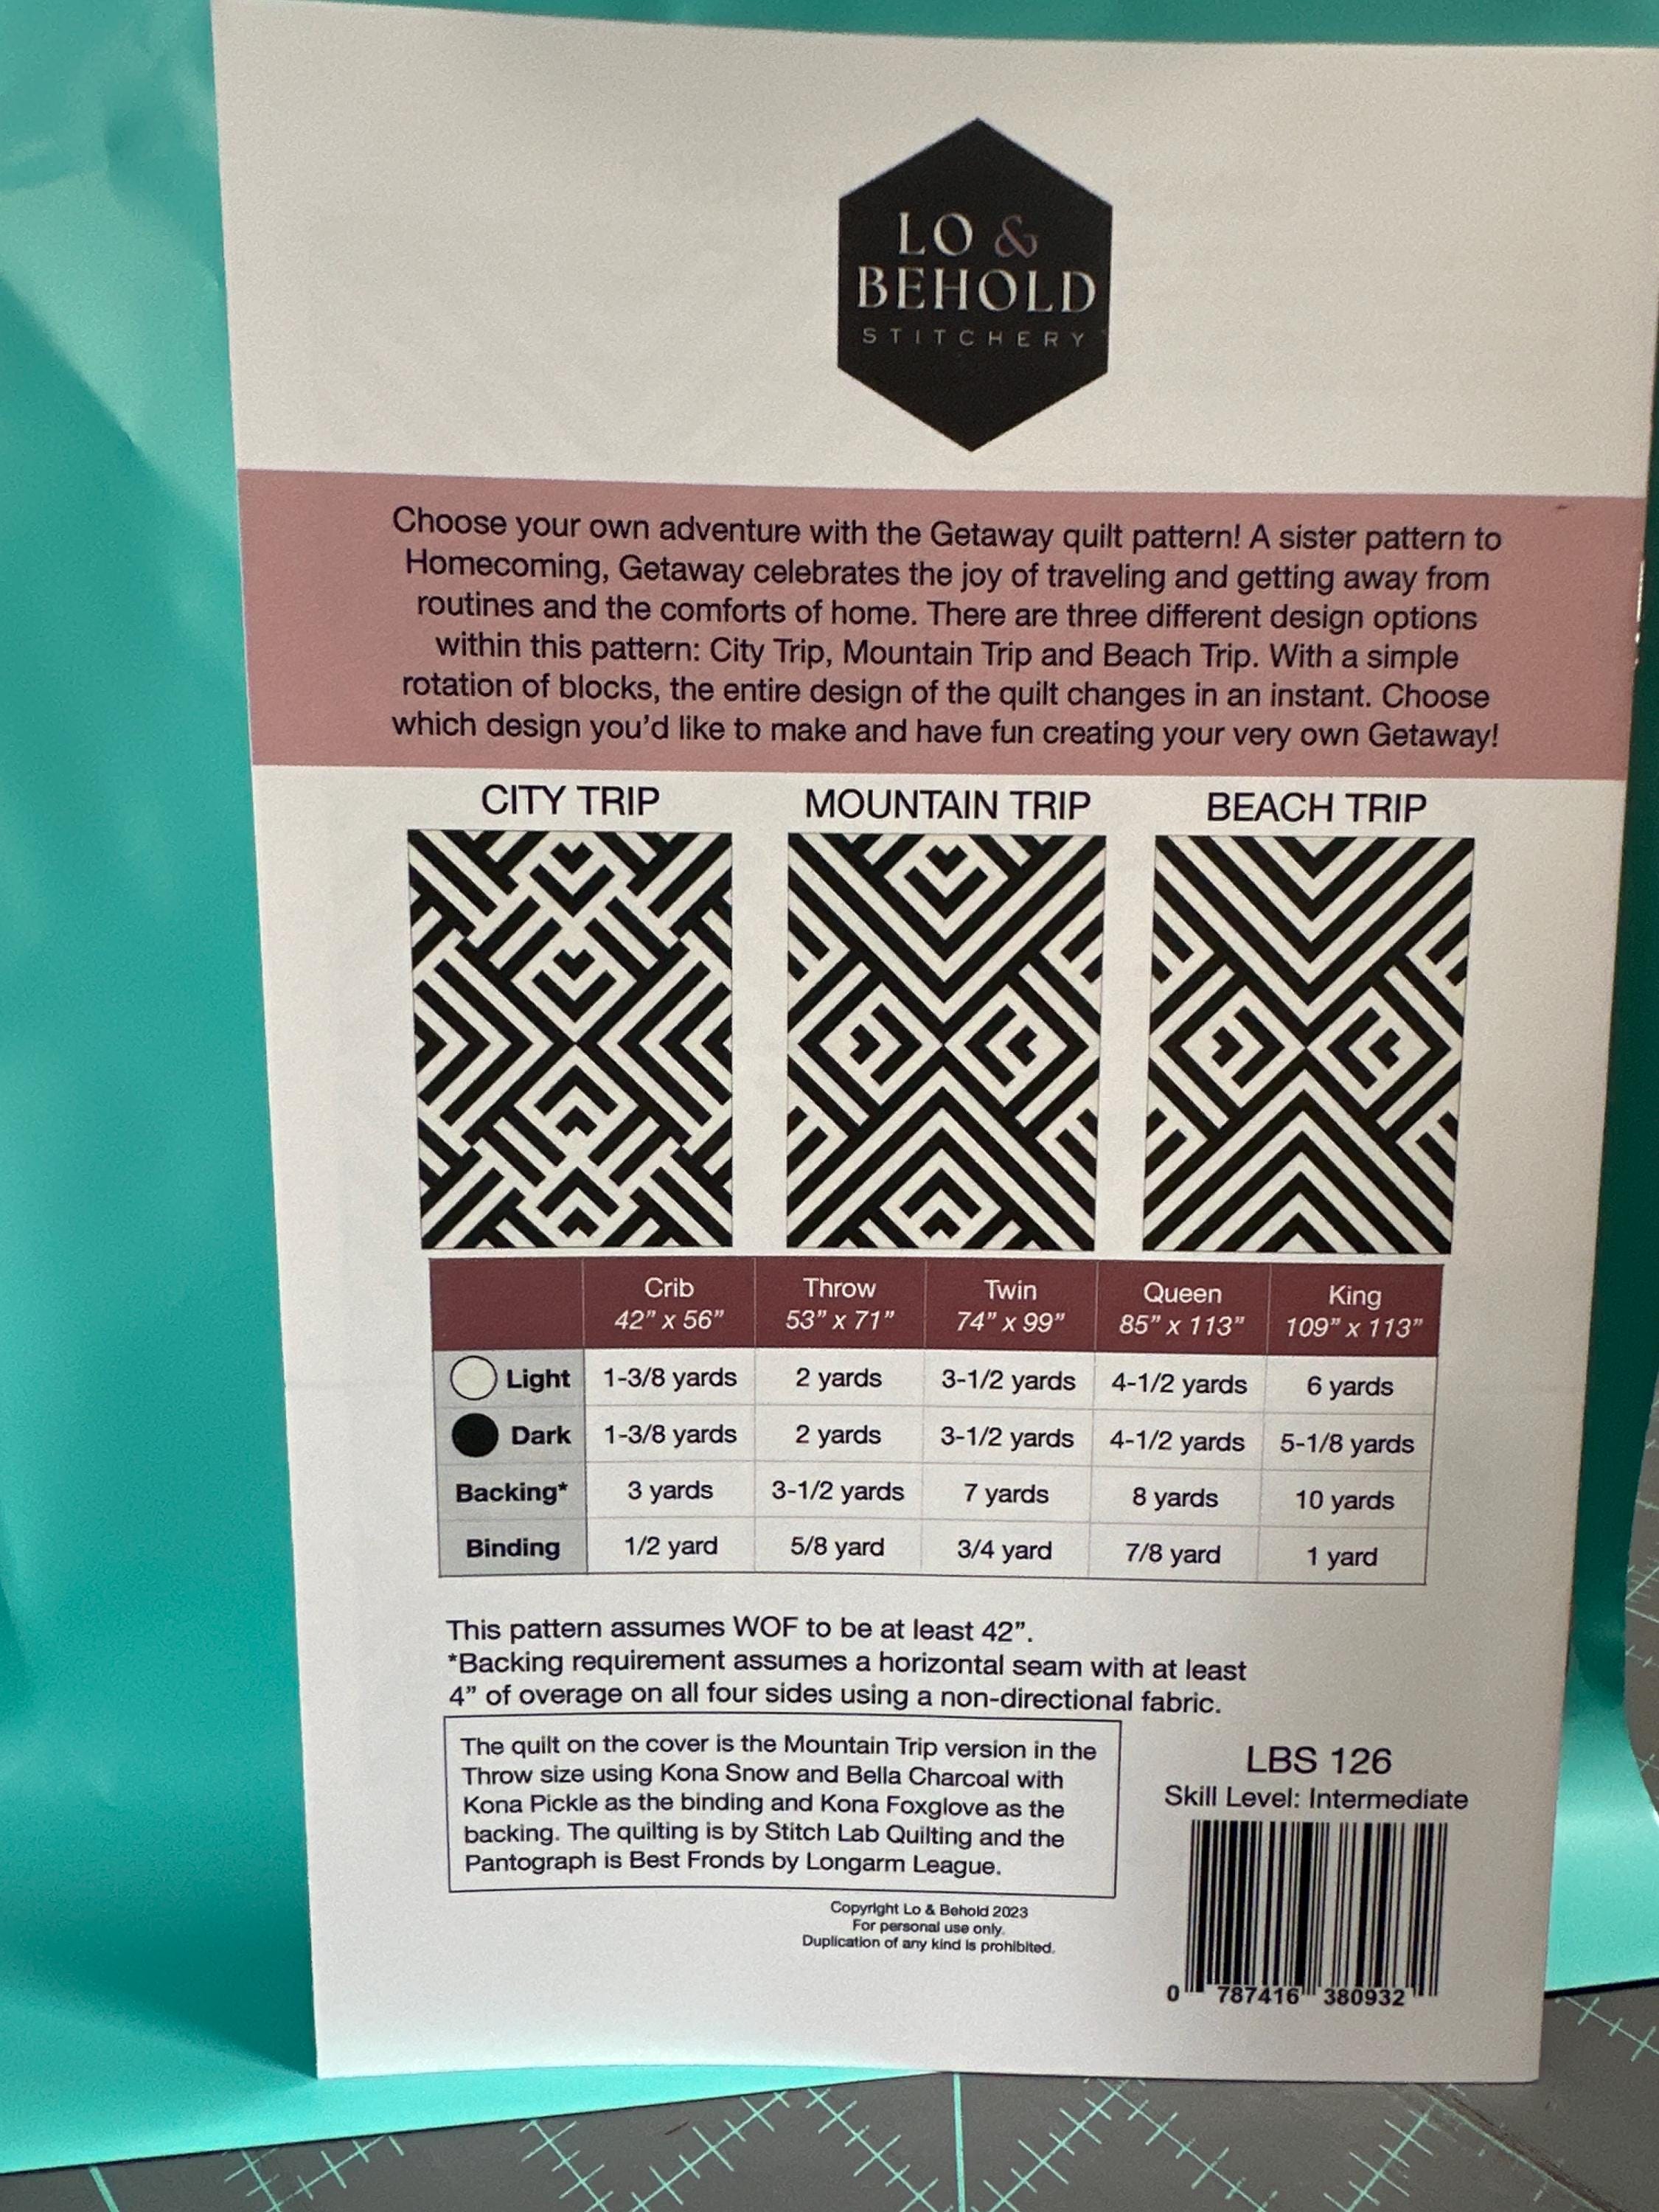 LO &
BEHOLD
STITCHERY
Choose your own adventure with the Getaway quilt pattern! A sister pattern to
Homecoming, Getaway celebrates the joy of traveling and getting away from
routines and the comforts of home. There are three different design options
within this pattern: City Trip, Mountain Trip and Beach Trip. With a simple
rotation of blocks, the entire design of the quilt changes in an instant. Choose
which design you'd like to make and have fun creating your very own Getaway!
CITY TRIP MOUNTAIN TRIP BEACH TRIP
Crib Throw Twin Queen King
42” x 56” 53” x 71” 74” x 99” 85” x 113” 109” x 113”
Light 1-3/8 yards 2 yards 3-1/2 yards 4-1/2 yards 6 yards
Dark 1-3/8 yards 2 yards 3-1/2 yards 4-1/2 yards 5-1/8 yards
Backing* 3 yards 3-1/2 yards 7 yards 8 yards 10 yards
Binding 1/2 yard 5/8 yard 3/4 yard 7/8 yard 1 yard
This pattern assumes WOF to be at least 42”.
*Backing requirement assumes a horizontal seam with at least
4” of overage on all four sides using a non-directional fabric.
The quilt on the cover is the Mountain Trip version in the
Throw size using Kona Snow and Bella Charcoal with
Kona Pickle as the binding and Kona Foxglove as the
backing. The quilting is by Stitch Lab Quilting and the
Pantograph is Best Fronds by Longarm League.
LBS 126
Skill Level: Intermediate
Copyright Lo & Behold 2023
For personal use only.
Duplication of any kind is prohibited.
0 787416 380932